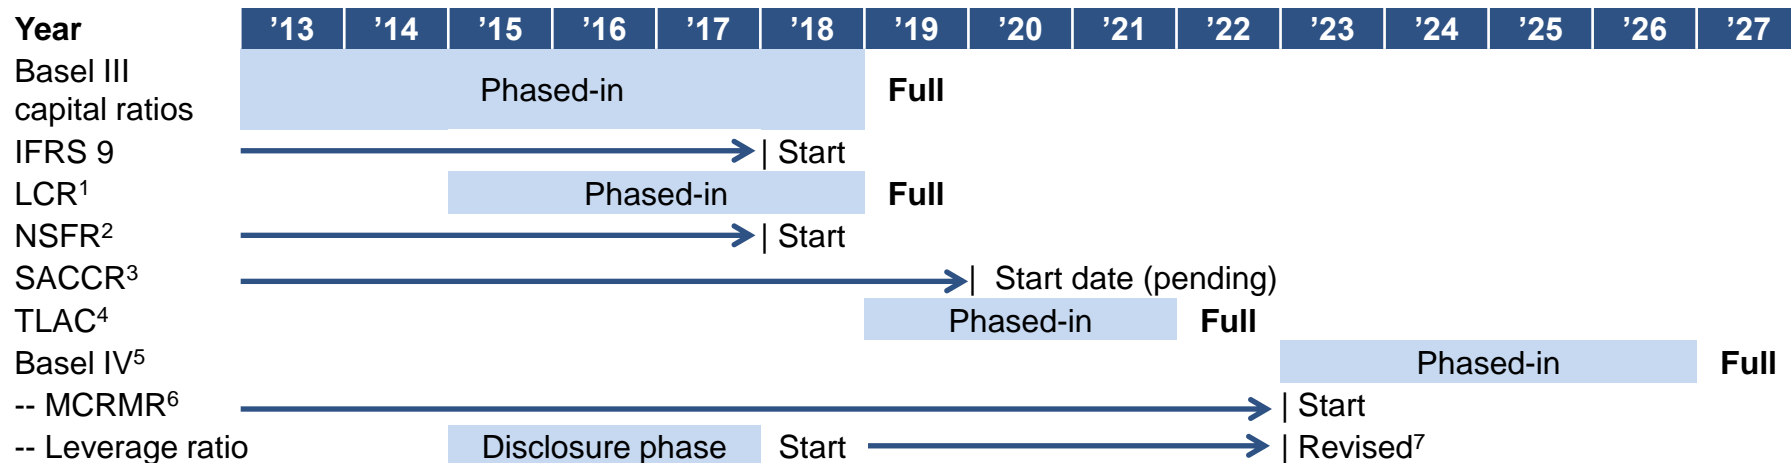 Year ’13 ’14 ’15 ’16 ’17 ’18 ’19 ’20 ’21 ’22 ’23 ’24 ’25 ’26 ’27
Basel III
capital ratios Phased-in Full
IFRS 9 | Start
LCR¹ Phased-in Full
NSFR² | Start
SACCR³ | Start date (pending)
TLAC⁴ Phased-in Full
Basel IV⁵ Phased-in Full
-- MCRMR⁶ | Start
-- Leverage ratio Disclosure phase Start | Revised⁷